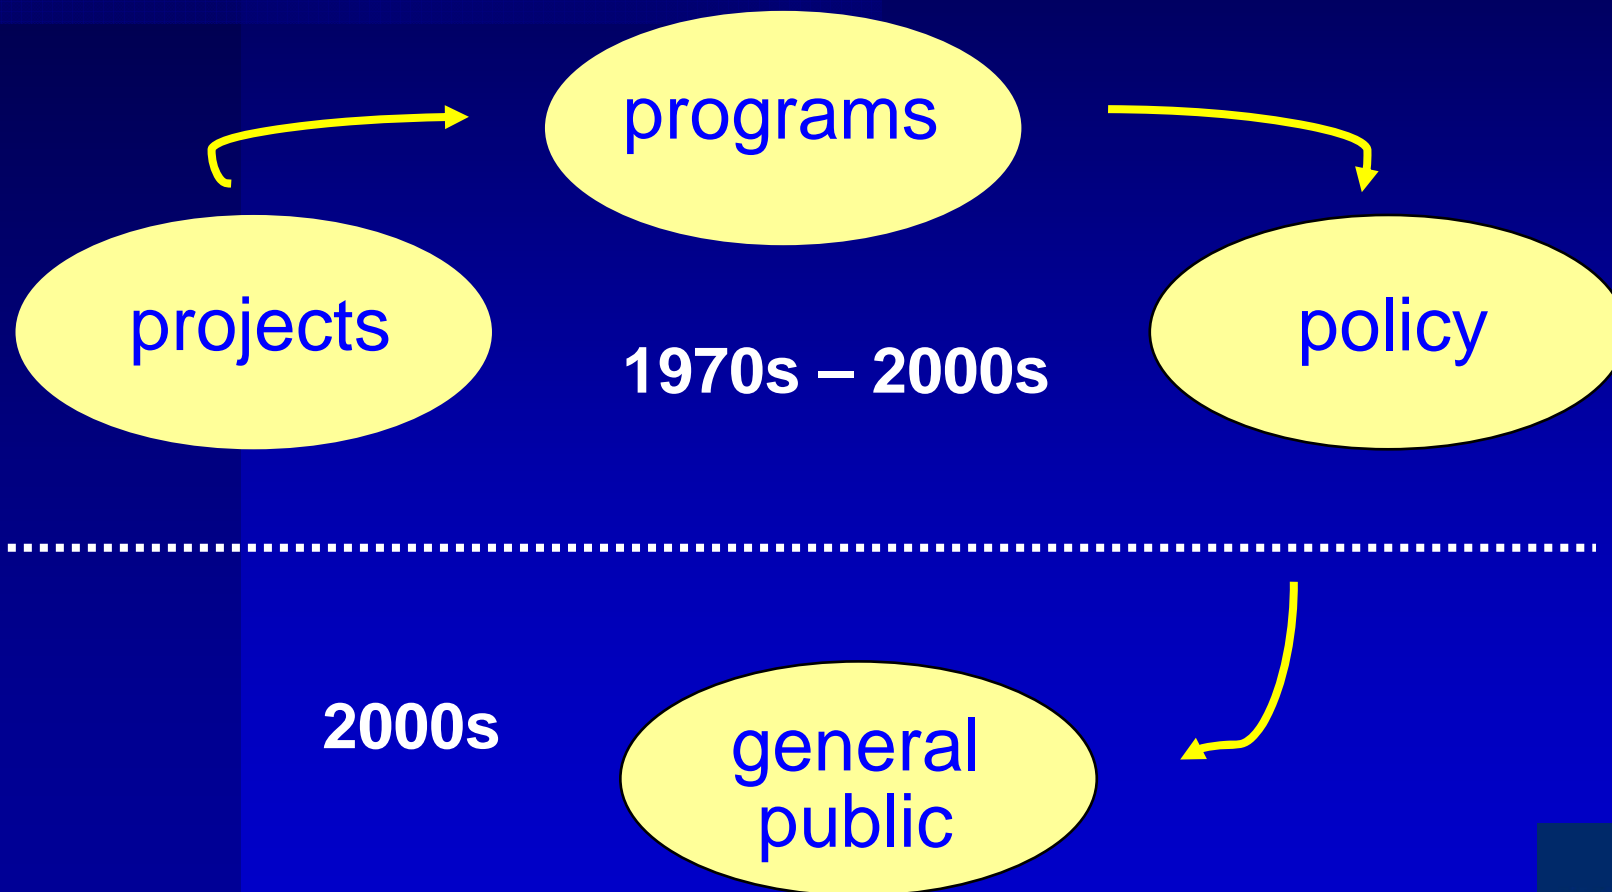 programs
projects
policy
1970s – 2000s
2000s
general
public